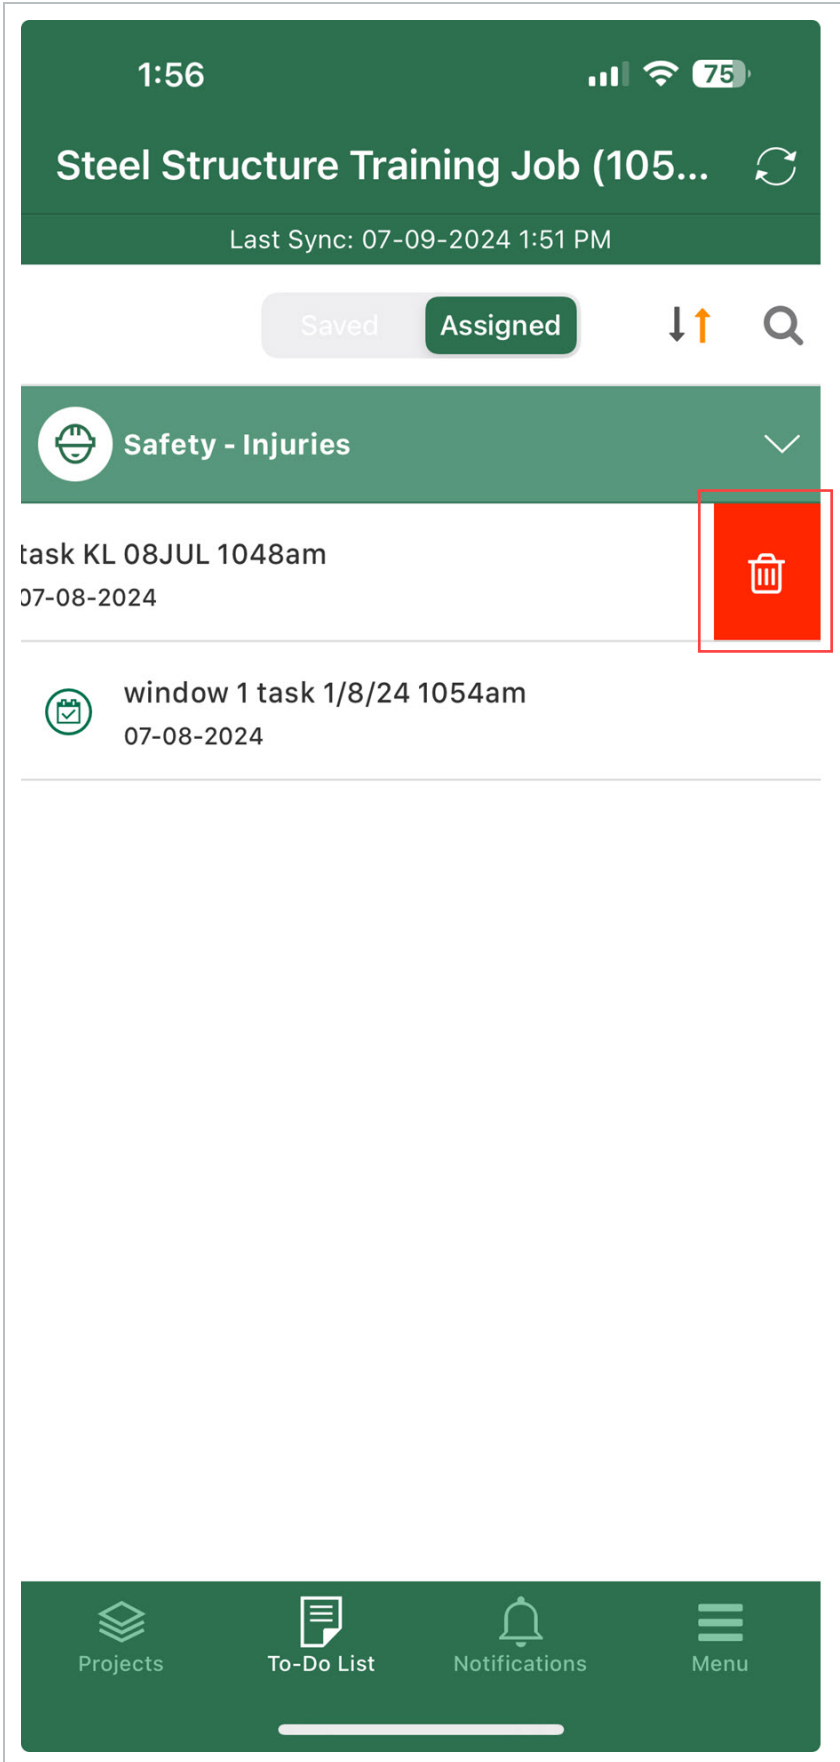 1:56
75
Steel Structure Training Job (105...
Last Sync: 07-09-2024 1:51 PM
Saved
Assigned
Safety - Injuries
task KL 08JUL 1048am
07-08-2024
window 1 task 1/8/24 1054am
07-08-2024
Projects
To-Do List
Notifications
Menu